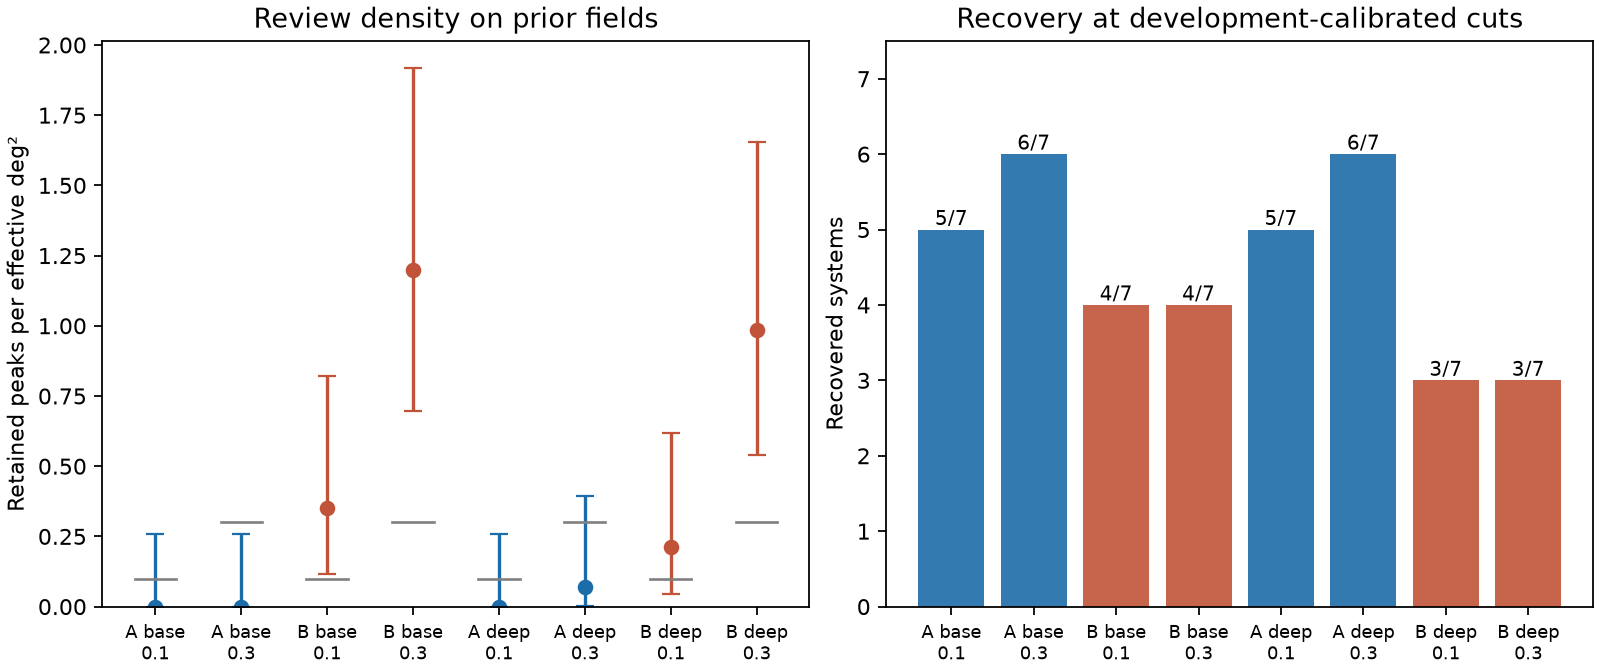 Review density on prior fields
Retained peaks per effective deg²
2.00
1.75
1.50
1.25
1.00
0.75
0.50
0.25
0.00
A base
0.1
A base
0.3
B base
0.1
B base
0.3
A deep
0.1
A deep
0.3
B deep
0.1
B deep
0.3
Recovery at development-calibrated cuts
Recovered systems
7
6
5
4
3
2
1
0
5/7
6/7
4/7
4/7
5/7
6/7
3/7
3/7
A base
0.1
A base
0.3
B base
0.1
B base
0.3
A deep
0.1
A deep
0.3
B deep
0.1
B deep
0.3